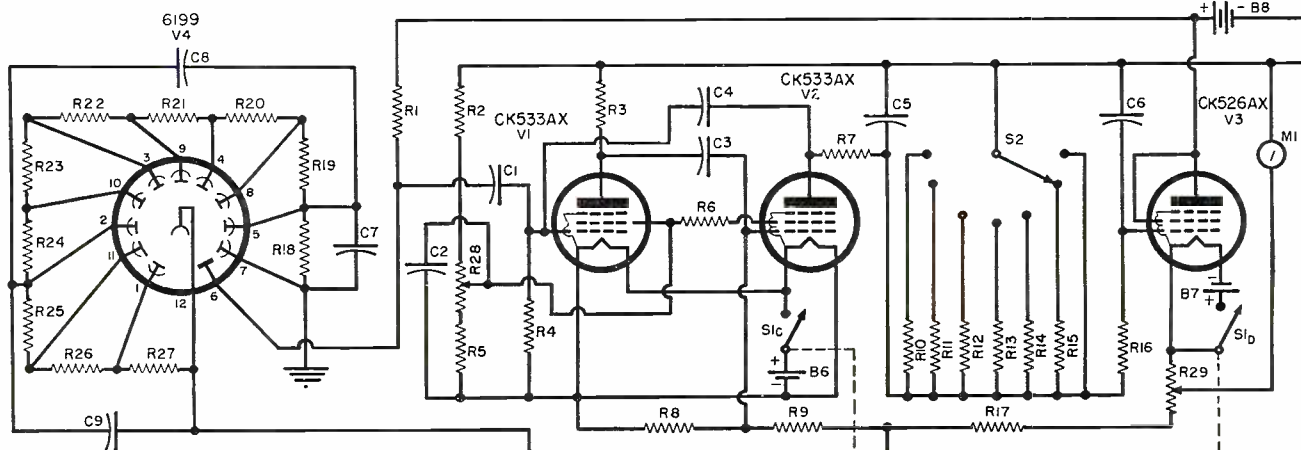 6199
V4
C8
R22
R21
R20
R23
R19
R24
R18
R25
R26
R27
C7
C9
3
9
4
10
8
2
5
11
7
1
12
6
R1
R2
R3
C4
C3
CK533AX
V1
C1
C2
R28
R4
R5
R6
CK533AX
V2
R7
C5
S1C
+
B6
-
R8
R9
S2
R10
R11
R12
R13
R14
R15
R16
R17
C6
+
- B8
CK526AX
V3
M1
-
B7
+
S1D
R29